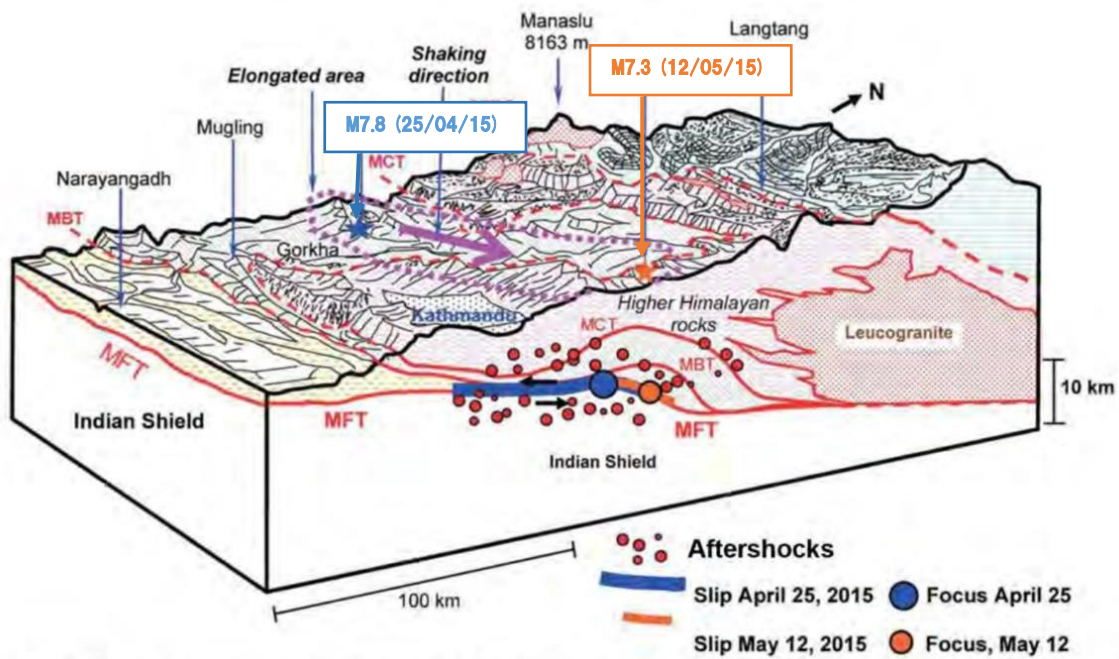 Manaslu
8163 m
Langtang
Shaking
direction
Elongated area
M7.3 (12/05/15)
N
M7.8 (25/04/15)
Mugling
MCT
Narayangadh
MBT
Gorkha
Kathmandu
Higher Himalayan
rocks
MCT
Leucogranite
MBT
MFT
10 km
Indian Shield
MFT
MFT
Indian Shield
Aftershocks
100 km
Slip April 25, 2015
Focus April 25
Slip May 12, 2015
Focus, May 12